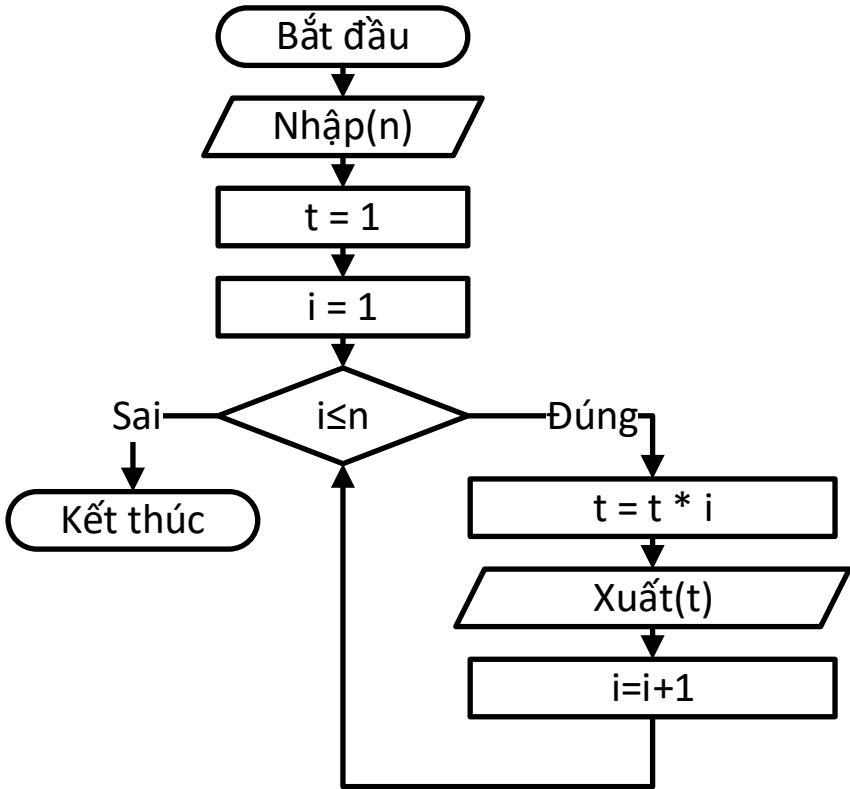 Bắt đầu
Nhập(n)
t = 1
i = 1
i≤n
Sai
Đúng
Kết thúc
t = t * i
Xuất(t)
i=i+1